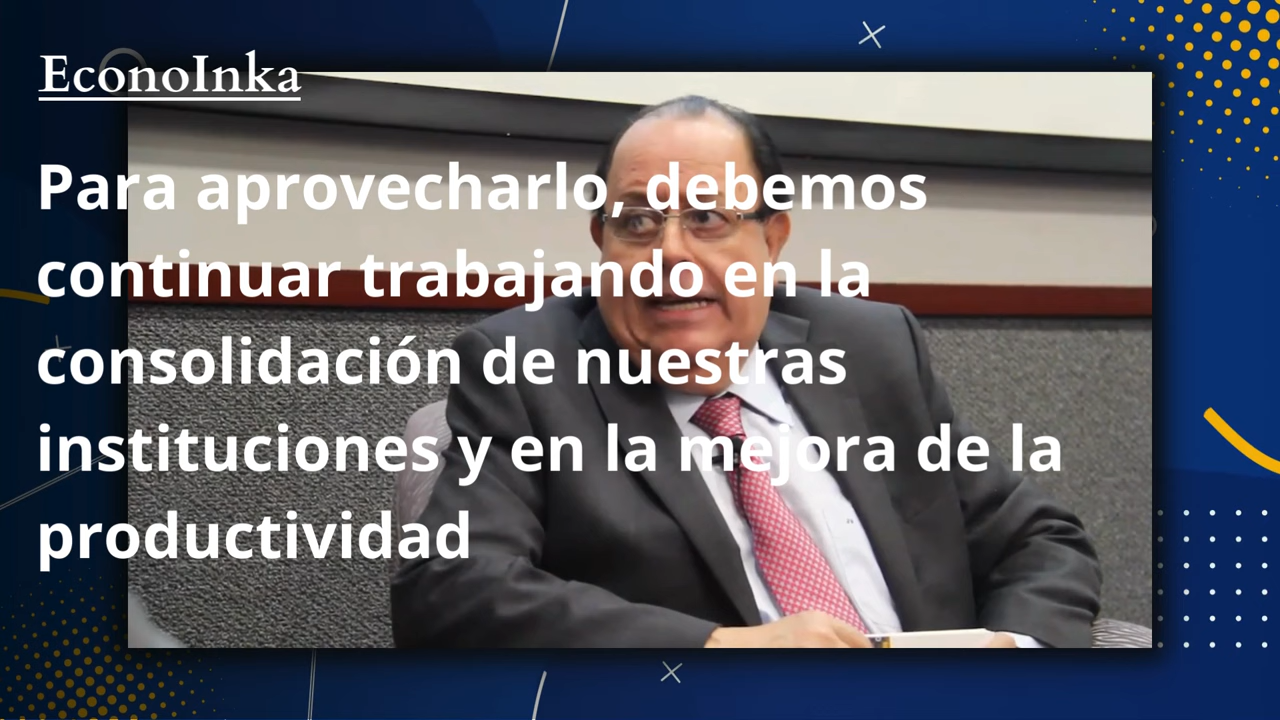 EconoInka
Para aprovecharlo, debemos
continuar trabajando en la
consolidación de nuestras
instituciones y en la mejora de la
productividad